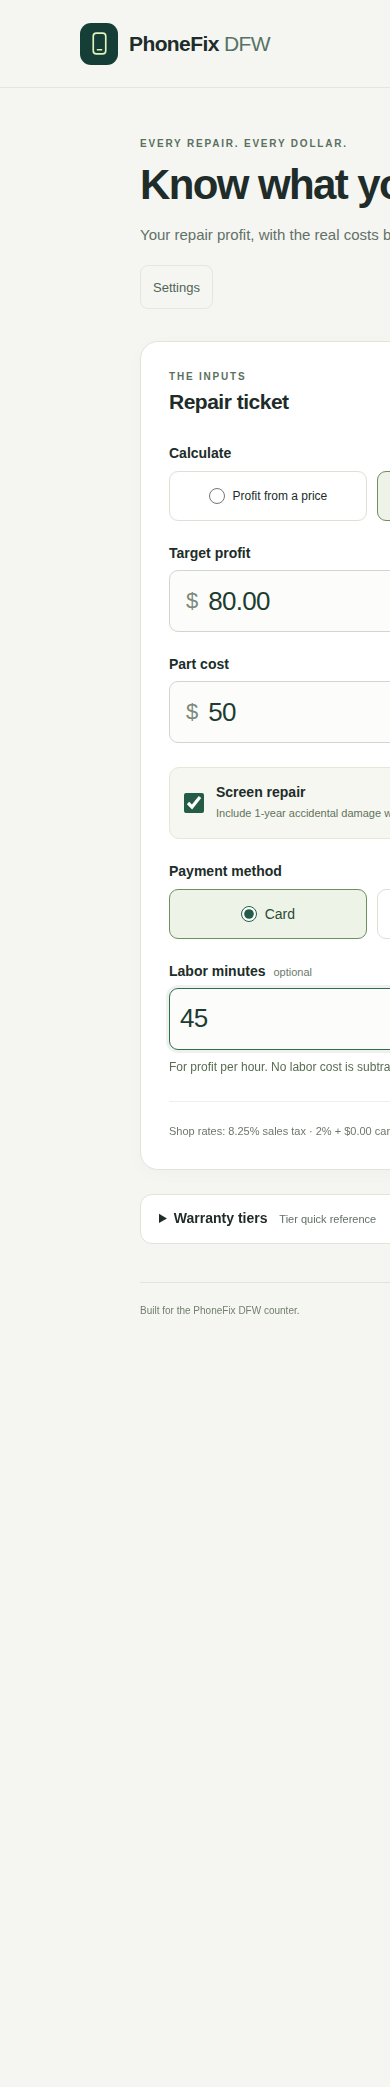 PhoneFix DFW
EVERY REPAIR. EVERY DOLLAR.
Know what
Your repair profit, with the real costs
Settings
THE INPUTS
Repair ticket
Calculate
Profit from a price
Target profit
$ 80.00
Part cost
$ 50
Screen repair
Include 1-year accidental damage
Payment method
Card
Labor minutes optional
45
For profit per hour. No labor cost is
Shop rates: 8.25% sales tax · 2% + $0.00
Warranty tiers Tier quick reference
Built for the PhoneFix DFW counter.